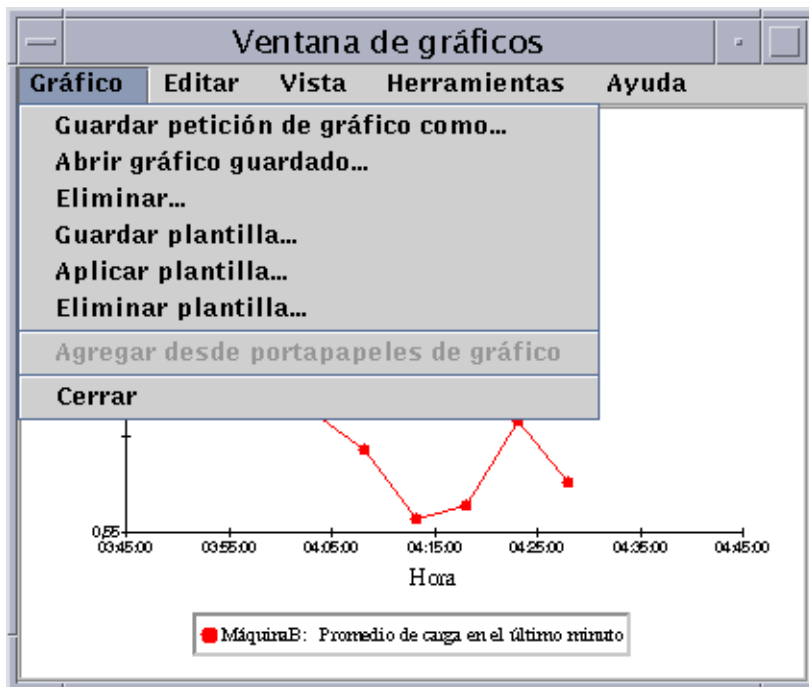 Ventana de gráficos
Gráfico Editar Vista Herramientas Ayuda
Guardar petición de gráfico como...
Abrir gráfico guardado...
Eliminar...
Guardar plantilla...
Aplicar plantilla...
Eliminar plantilla...
Agregar desde portapapeles de gráfico
Cerrar
0,55
03:45:00 03:55:00 04:05:00 04:15:00 04:25:00 04:35:00 04:45:00
Hora
MáquinaB: Promedio de carga en el último minuto